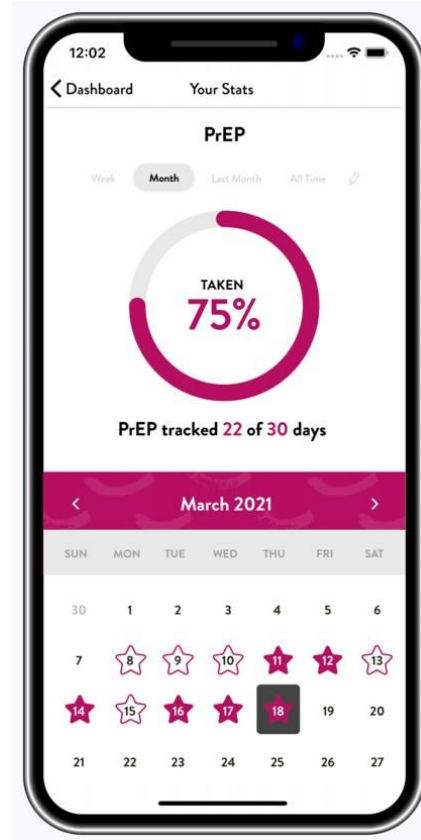 12:02
Dashboard Your Stats
PrEP
Week Month Last Month All Time
TAKEN
75%
PrEP tracked 22 of 30 days
March 2021
SUN MON TUE WED THU FRI SAT
30 1 2 3 4 5 6
7 8 9 10 11 12 13
14 15 16 17 18 19 20
21 22 23 24 25 26 27